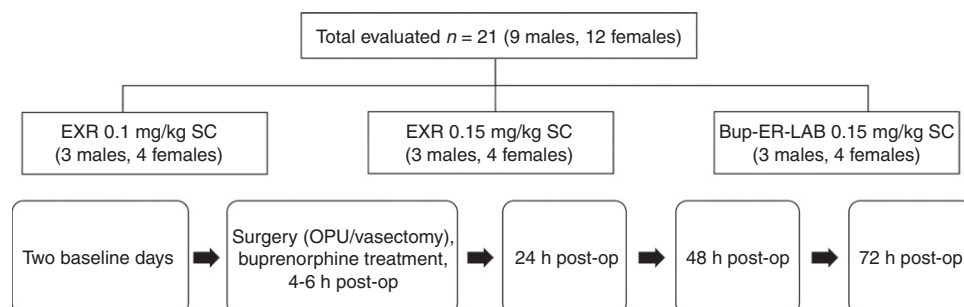 Total evaluated n = 21 (9 males, 12 females)
EXR 0.1 mg/kg SC
(3 males, 4 females)
EXR 0.15 mg/kg SC
(3 males, 4 females)
Bup-ER-LAB 0.15 mg/kg SC
(3 males, 4 females)
Two baseline days
Surgery (OPU/vasectomy),
buprenorphine treatment,
4-6 h post-op
24 h post-op
48 h post-op
72 h post-op